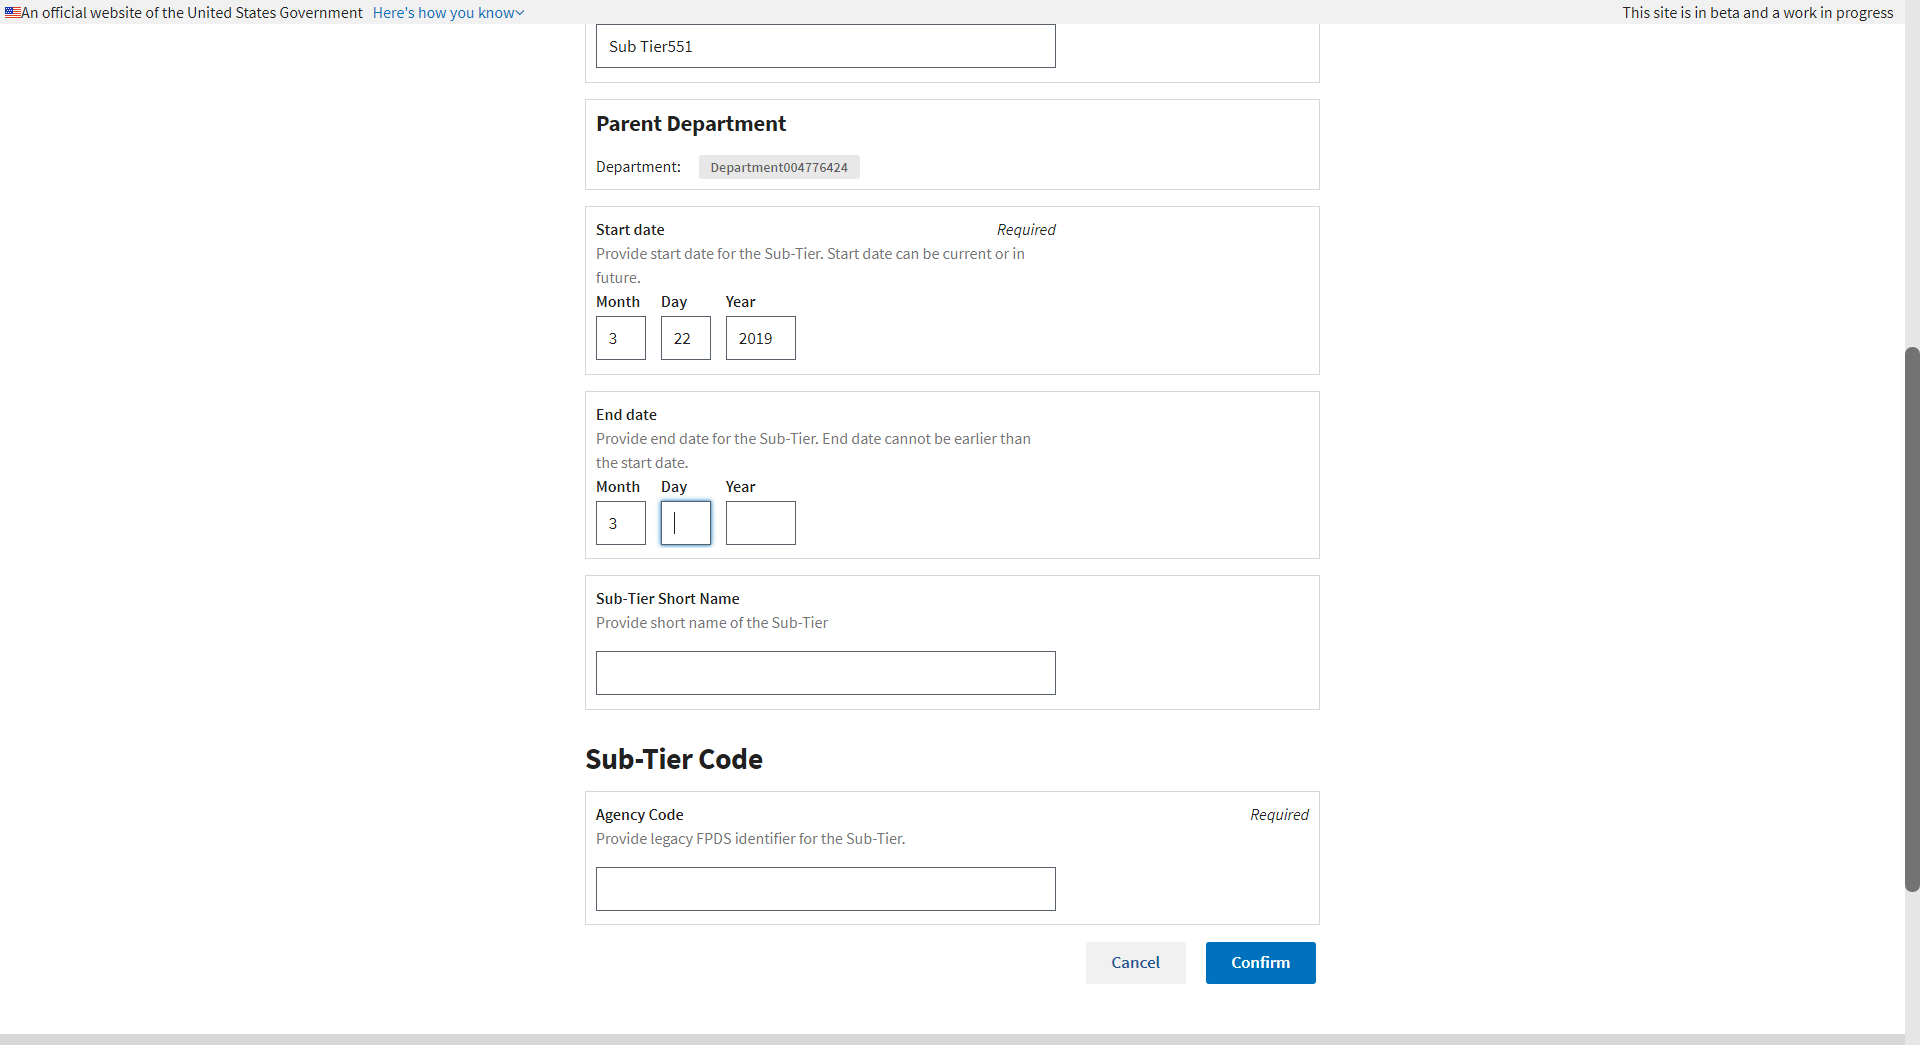 An official website of the United States Government Here's how you know
This site is in beta and a work in progress
Sub Tier551
Parent Department
Department: Department004776424
Start date Required
Provide start date for the Sub-Tier. Start date can be current or in
future.
Month Day Year
3 22 2019
End date
Provide end date for the Sub-Tier. End date cannot be earlier than
the start date.
Month Day Year
3
Sub-Tier Short Name
Provide short name of the Sub-Tier
Sub-Tier Code
Agency Code Required
Provide legacy FPDS identifier for the Sub-Tier.
Cancel Confirm